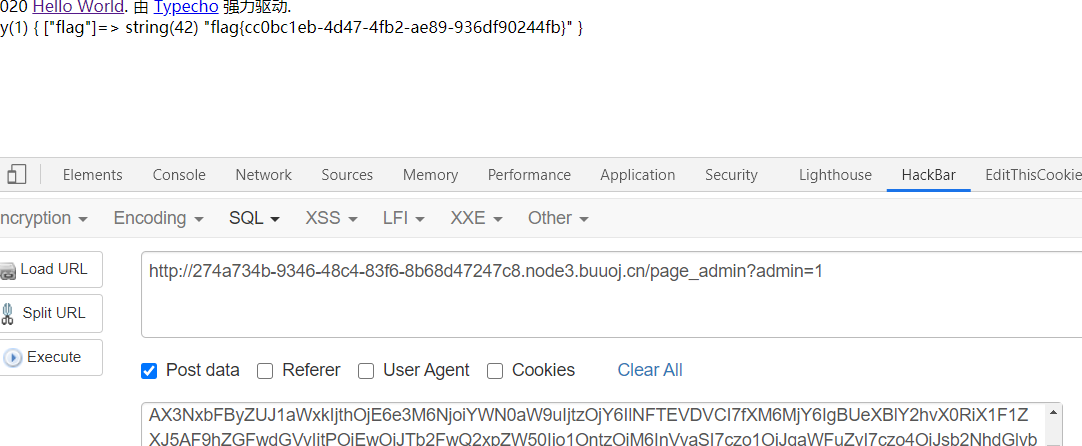 020 Hello World. 由 Typecho 强力驱动.
y(1) { ["flag"]=> string(42) "flag{cc0bc1eb-4d47-4fb2-ae89-936df90244fb}" }
Elements Console Network Sources Memory Performance Application Security Lighthouse HackBar EditThisCookie
ncryption Encoding SQL XSS LFI XXE Other
Load URL
http://274a734b-9346-48c4-83f6-8b68d47247c8.node3.buuoj.cn/page_admin?admin=1
Split URL
Execute
Post data Referer User Agent Cookies Clear All
AX3NxbFByZUJ1aWxkIjthOjE6e3M6NjoiYWN0aW9uIjtzOjY6IlNFTEVDVCI7fXM6MjY6IgBUeXBlY2hvX0RiX1F1Z